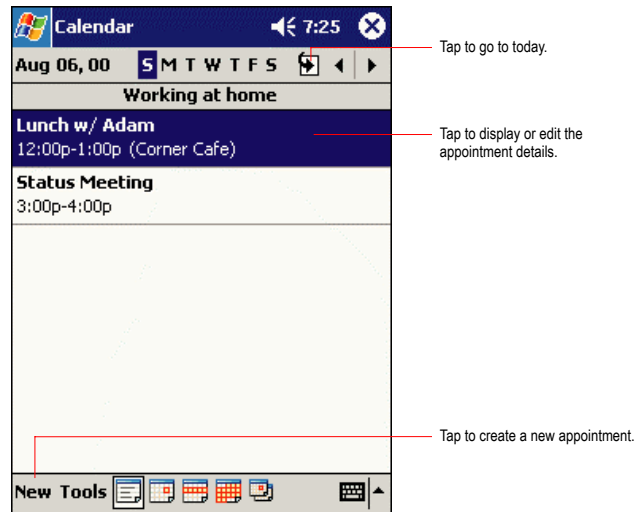 Calendar 7:25
Aug 06, 00 S M T W T F S
Working at home
Lunch w/ Adam
12:00p-1:00p (Corner Cafe)
Status Meeting
3:00p-4:00p
New Tools
Tap to go to today.
Tap to display or edit the
appointment details.
Tap to create a new appointment.